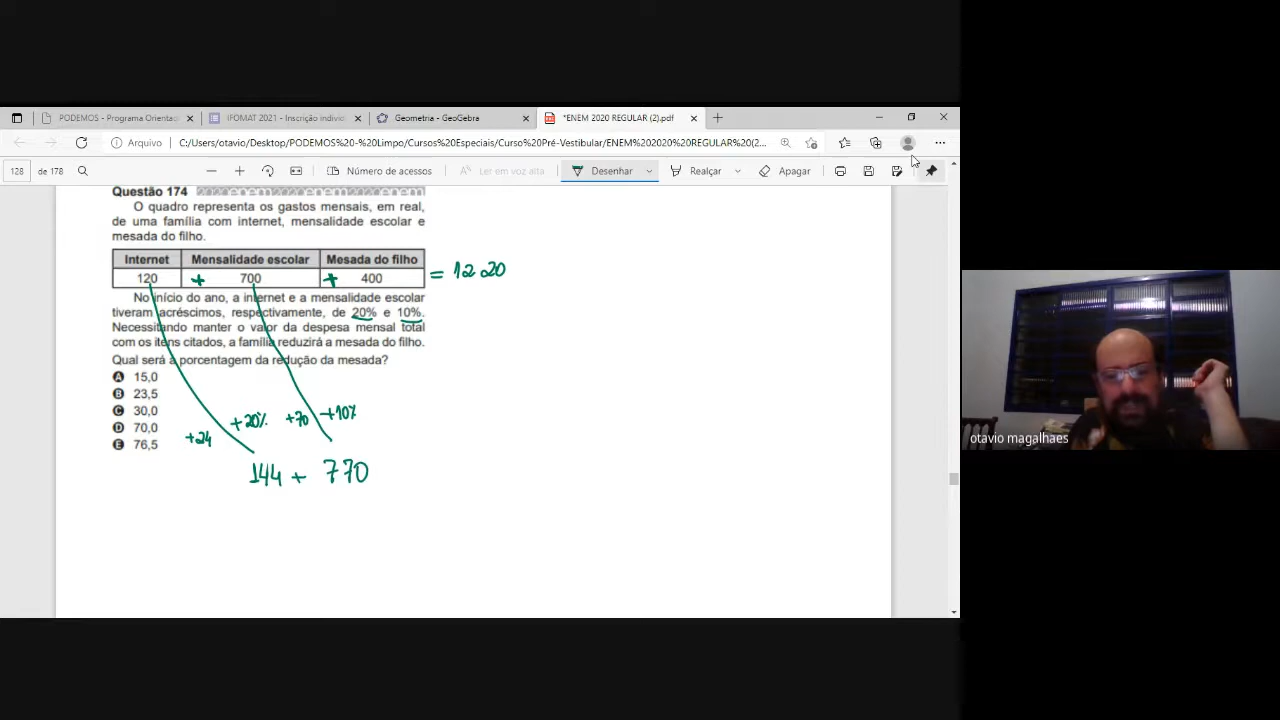 PODEMOS - Programa Orienta
IFOMAT 2021 - Inscrição individ
Geometria - GeoGebra
*ENEM 2020 REGULAR (2).pdf
Arquivo
C:/Users/otavio/Desktop/PODEMOS%20-%20Limpo/Cursos%20Especiais/Curso%20Pré-Vestibular/ENEM%202020%20REGULAR%20(2...
128 de 178
Número de acessos
Ler em voz alta
Desenhar
Realçar
Apagar
Questão 174 enem enem enem
O quadro representa os gastos mensais, em real,
de uma família com internet, mensalidade escolar e
mesada do filho.
Internet Mensalidade escolar Mesada do filho
120 + 700 + 400 = 1220
No início do ano, a internet e a mensalidade escolar
tiveram acréscimos, respectivamente, de 20% e 10%.
Necessitando manter o valor da despesa mensal total
com os itens citados, a família reduzirá a mesada do filho.
Qual será a porcentagem da redução da mesada?
A 15,0
B 23,5
C 30,0
D 70,0
E 76,5
+24 +20% +70 +10%
144 + 770
otavio magalhaes